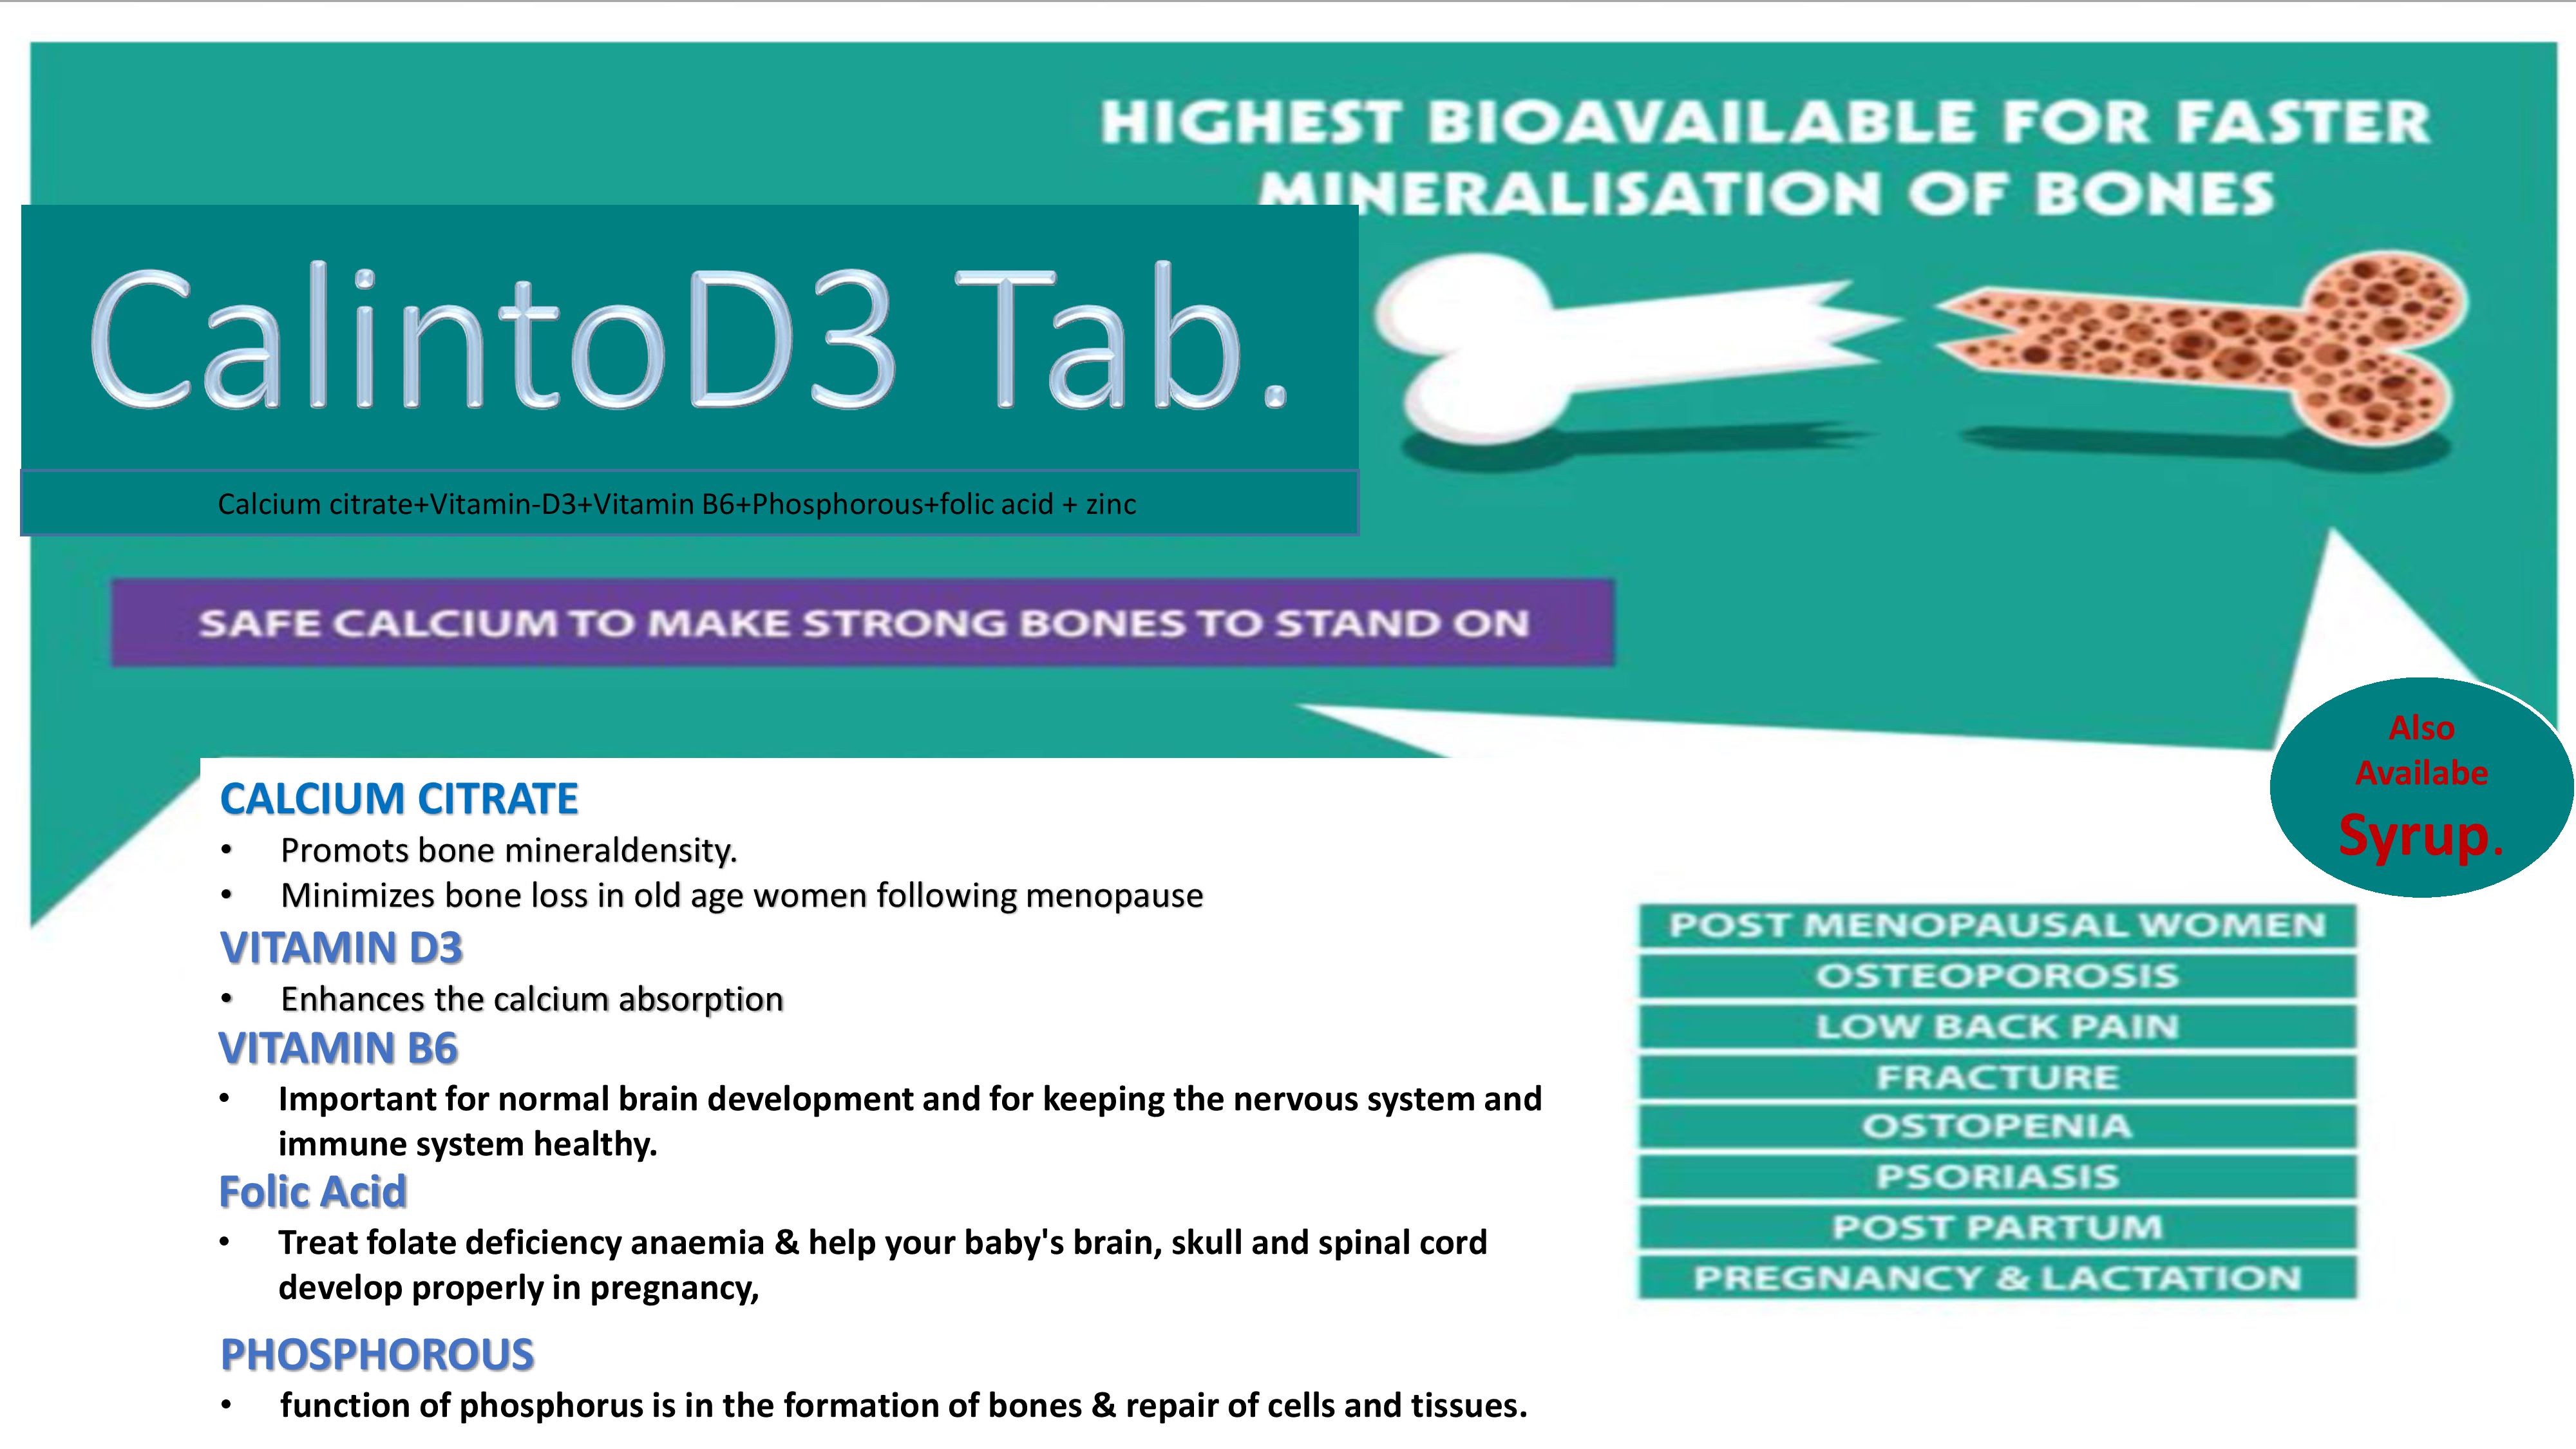 HIGHEST BIOAVAILABLE FOR FASTER
MINERALISATION OF BONES
CalintoD3 Tab.
Calcium citrate+Vitamin-D3+Vitamin B6+Phosphorous+folic acid + zinc
SAFE CALCIUM TO MAKE STRONG BONES TO STAND ON
Also
Availabe
Syrup.
CALCIUM CITRATE
• Promots bone mineraldensity.
• Minimizes bone loss in old age women following menopause
VITAMIN D3
• Enhances the calcium absorption
VITAMIN B6
• Important for normal brain development and for keeping the nervous system and
immune system healthy.
Folic Acid
• Treat folate deficiency anaemia & help your baby's brain, skull and spinal cord
develop properly in pregnancy,
PHOSPHOROUS
• function of phosphorus is in the formation of bones & repair of cells and tissues.
POST MENOPAUSAL WOMEN
OSTEOPOROSIS
LOW BACK PAIN
FRACTURE
OSTOPENIA
PSORIASIS
POST PARTUM
PREGNANCY & LACTATION